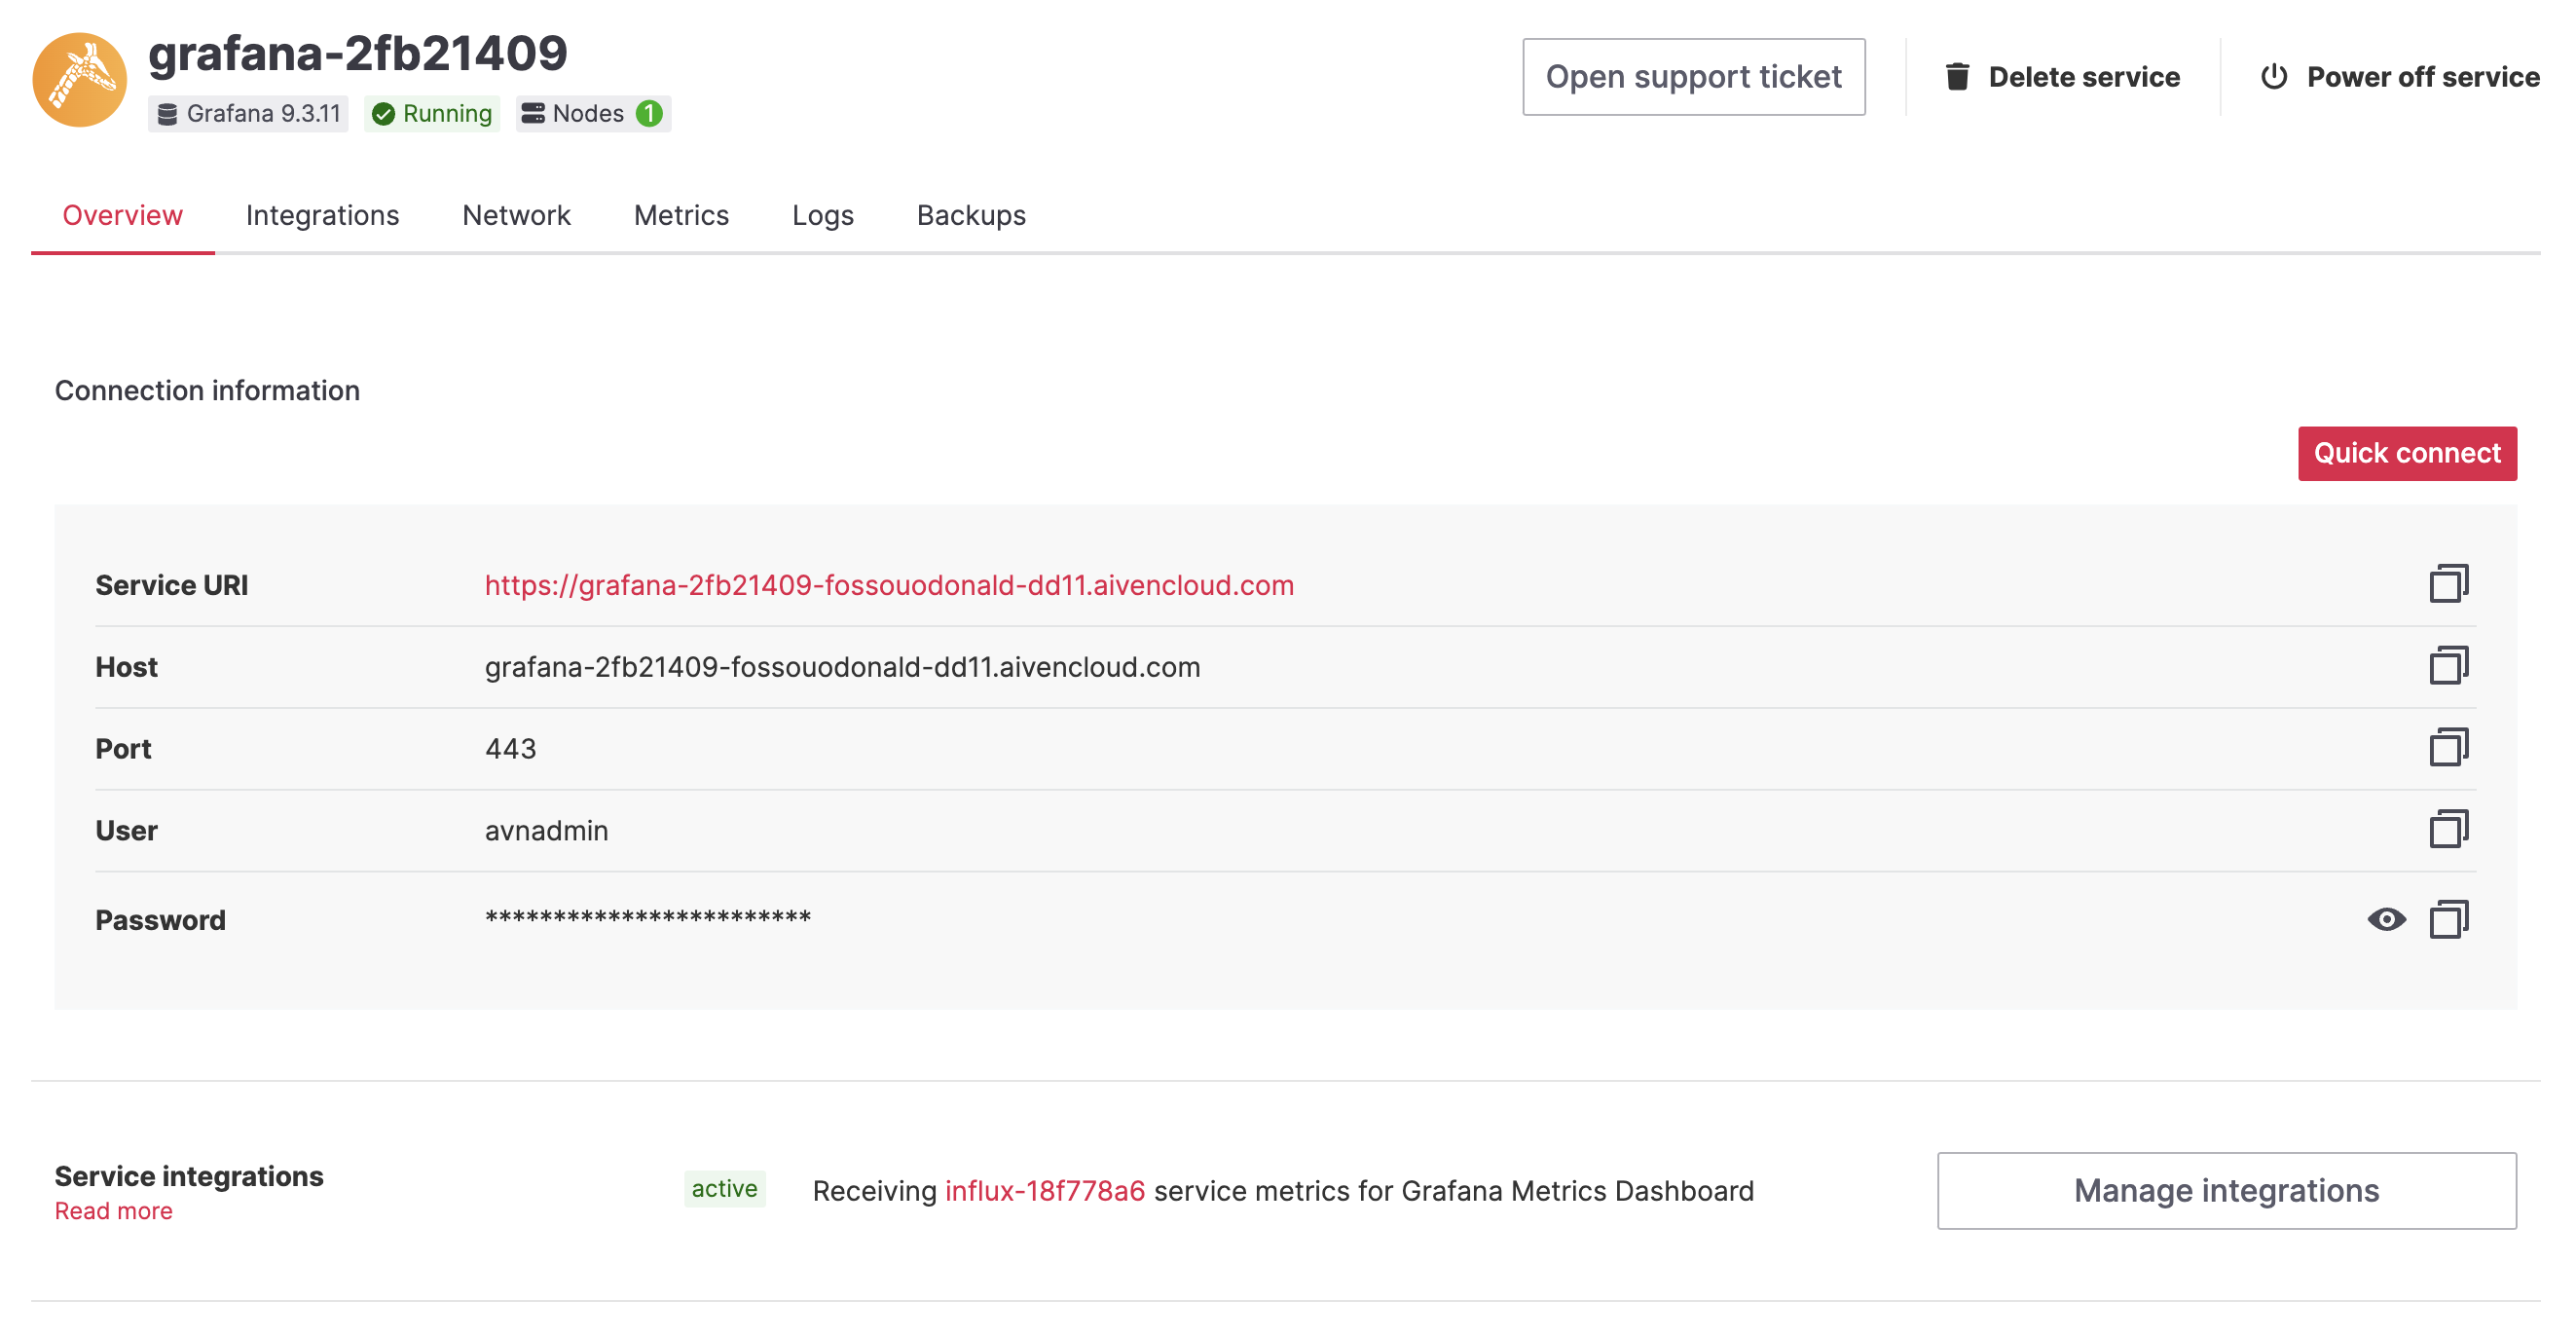 grafana-2fb21409
Grafana 9.3.11 Running Nodes 1
Open support ticket Delete service Power off service
Overview Integrations Network Metrics Logs Backups
Connection information
Quick connect
Service URI https://grafana-2fb21409-fossouodonald-dd11.aivencloud.com
Host grafana-2fb21409-fossouodonald-dd11.aivencloud.com
Port 443
User avnadmin
Password ************************
Service integrations
Read more
active Receiving influx-18f778a6 service metrics for Grafana Metrics Dashboard
Manage integrations